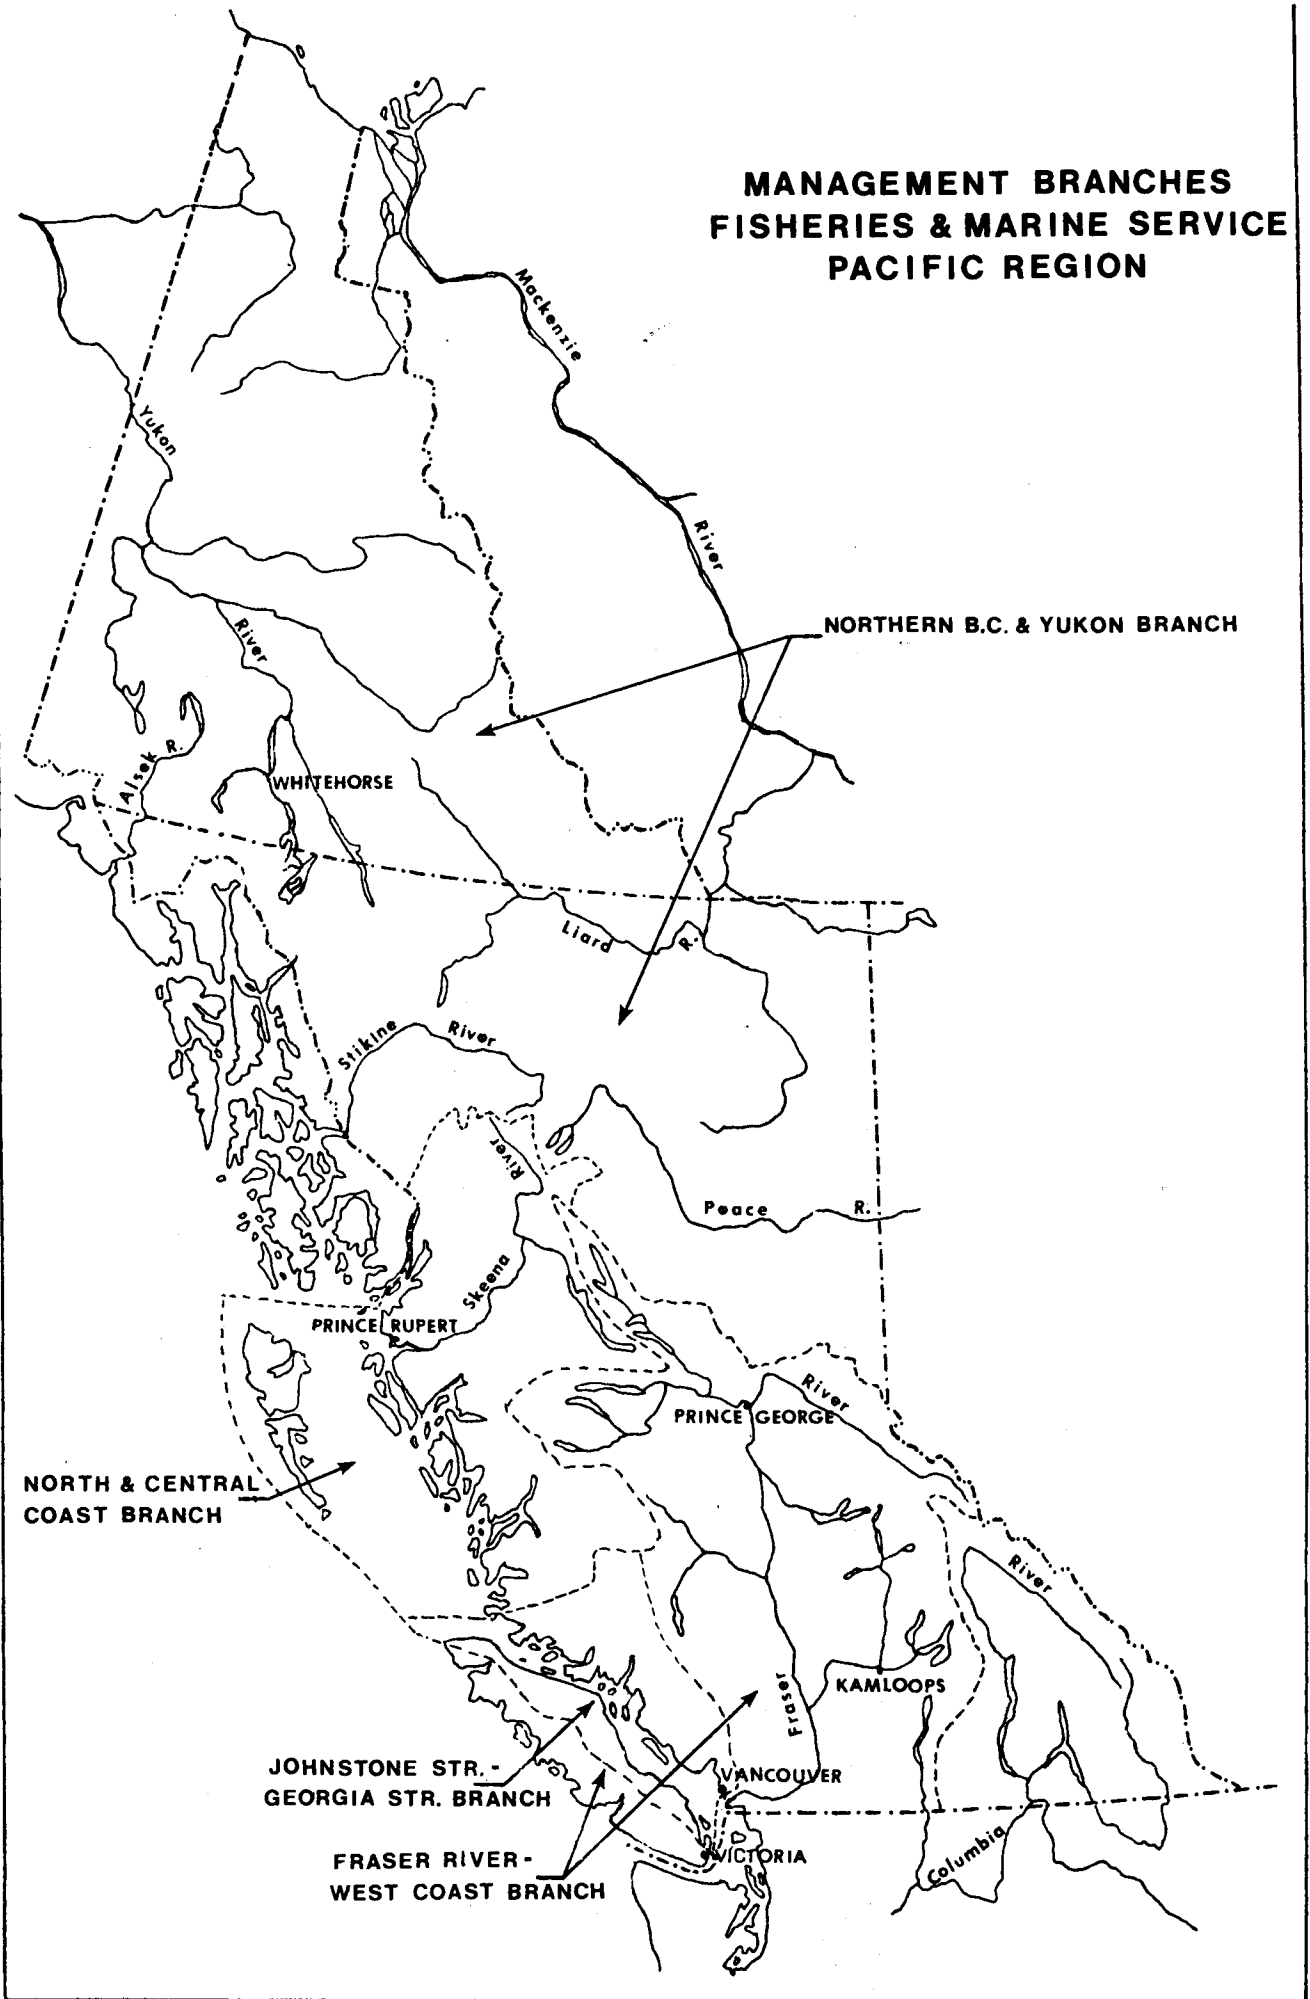 MANAGEMENT BRANCHES
FISHERIES & MARINE SERVICE
PACIFIC REGION
Mackenzie
River
Yukon
River
NORTHERN B.C. & YUKON BRANCH
Alsek R.
WHITEHORSE
Liard R.
Stikine River
River
Skeena
Peace R.
PRINCE RUPERT
PRINCE GEORGE
River
NORTH & CENTRAL
COAST BRANCH
River
Fraser
KAMLOOPS
JOHNSTONE STR.-
GEORGIA STR. BRANCH
VANCOUVER
FRASER RIVER-
WEST COAST BRANCH
VICTORIA
Columbia